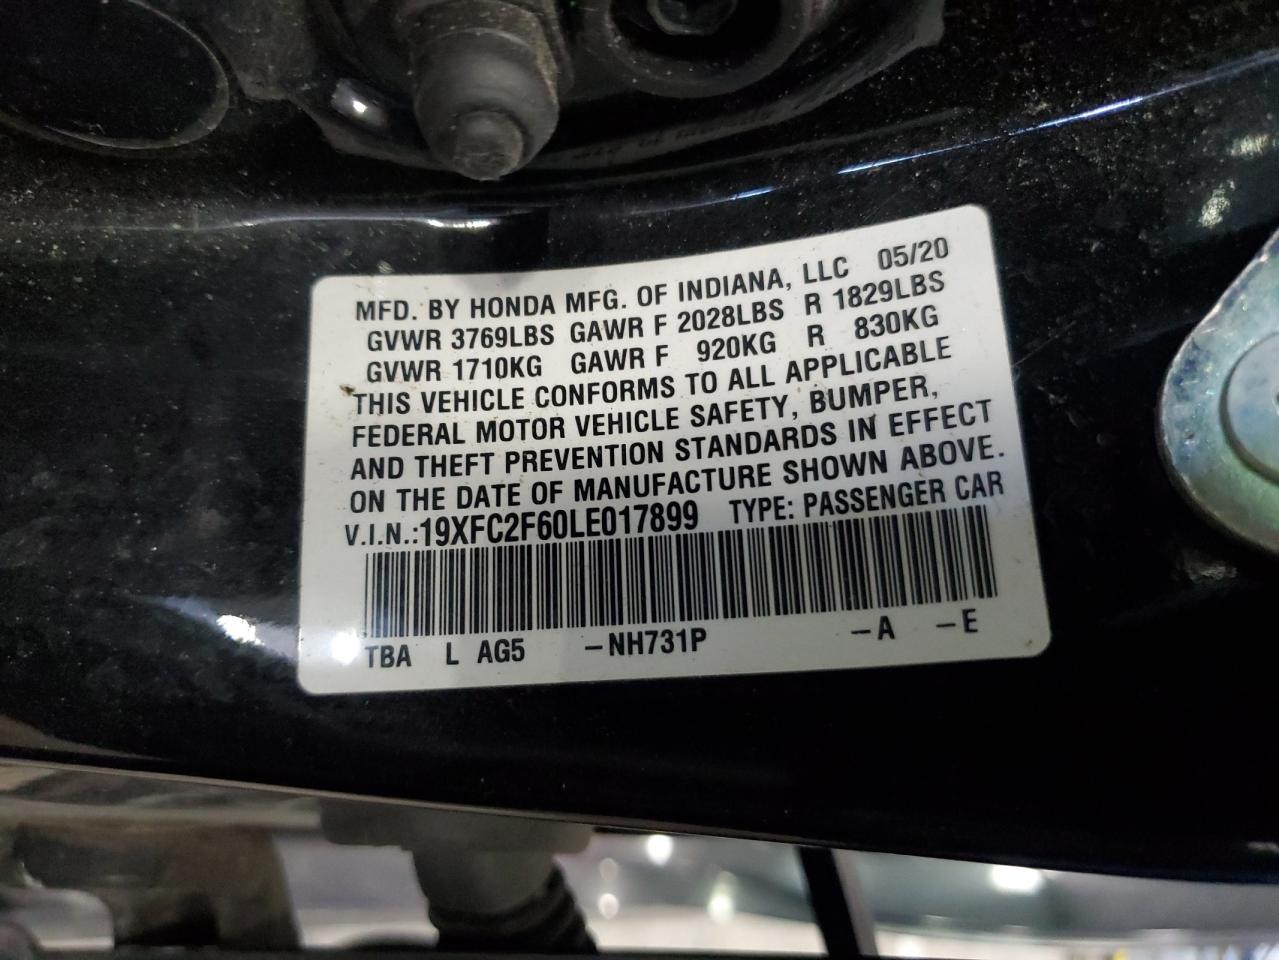 MFD. BY HONDA MFG. OF INDIANA, LLC 05/20
GVWR 3769LBS GAWR F 2028LBS R 1829LBS
GVWR 1710KG GAWR F 920KG R 830KG
THIS VEHICLE CONFORMS TO ALL APPLICABLE
FEDERAL MOTOR VEHICLE SAFETY, BUMPER,
AND THEFT PREVENTION STANDARDS IN EFFECT
ON THE DATE OF MANUFACTURE SHOWN ABOVE.
V.I.N.:19XFC2F60LE017899 TYPE: PASSENGER CAR
TBA L AG5 –NH731P –A –E